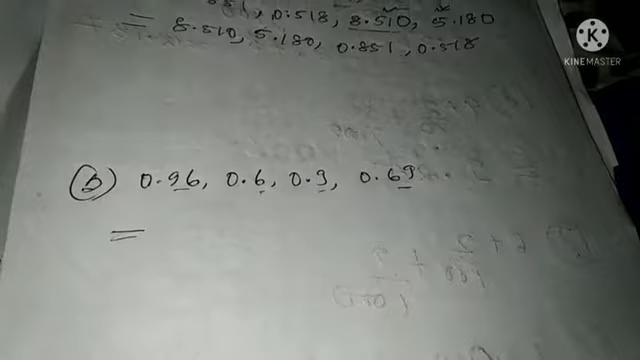 0.518, 8.510, 5.180
= 8.510, 5.180, 0.851, 0.518
K
KINEMASTER
(b) 0.96, 0.6, 0.9, 0.69
=